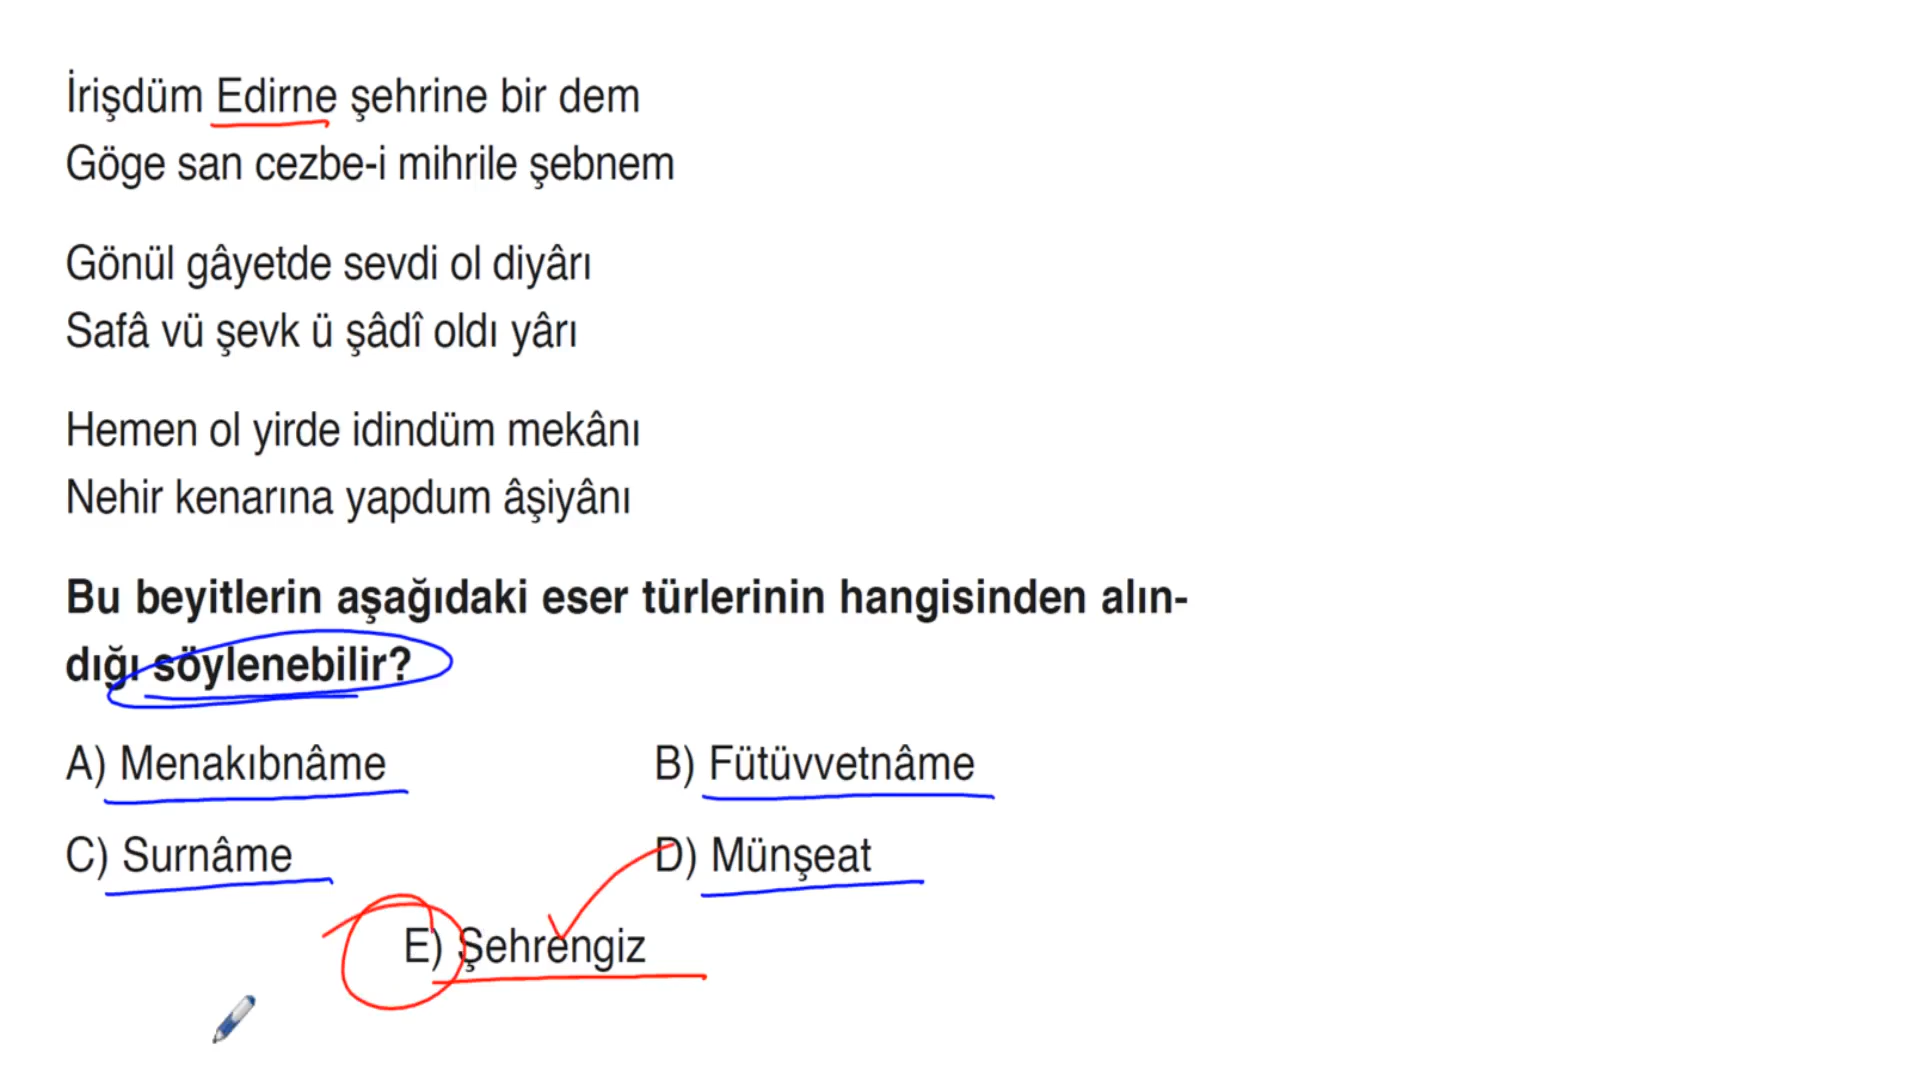 İrişdüm Edirne şehrine bir dem
Göge san cezbe-i mihrile şebnem
Gönül gâyetde sevdi ol diyârı
Safâ vü şevk ü şâdî oldı yârı
Hemen ol yirde idindüm mekânı
Nehir kenarına yapdum âşiyânı
Bu beyitlerin aşağıdaki eser türlerinin hangisinden alın-
dığı söylenebilir?
A) Menakıbnâme B) Fütüvvetnâme
C) Surnâme D) Münşeat
E) Şehrengiz